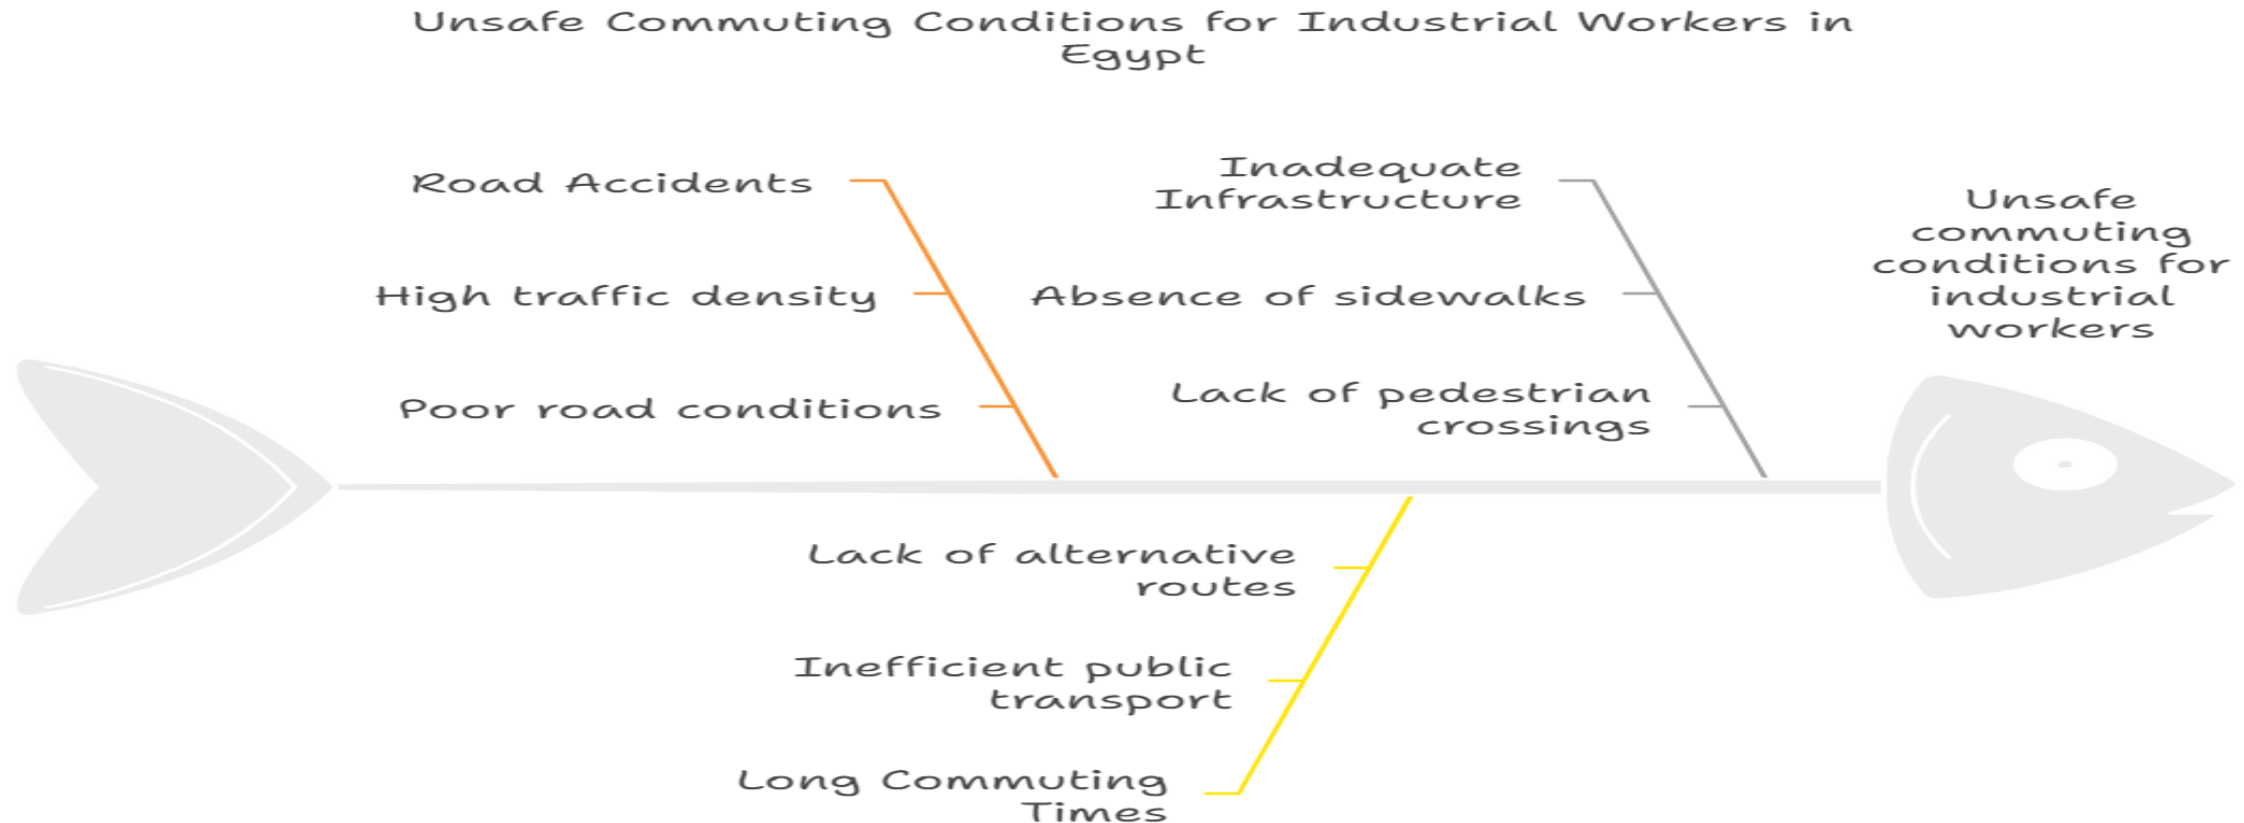 Unsafe Commuting Conditions for Industrial Workers in
Egypt
Road Accidents
High traffic density
Poor road conditions
Inadequate
Infrastructure
Absence of sidewalks
Lack of pedestrian
crossings
Unsafe
commuting
conditions for
industrial
workers
Lack of alternative
routes
Inefficient public
transport
Long Commuting
Times